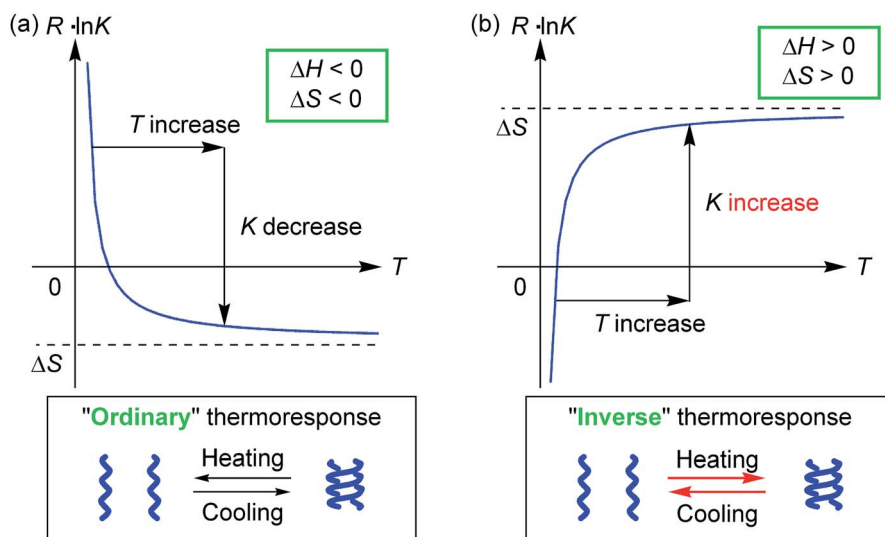 (a) R·lnK
ΔH < 0
ΔS < 0
T increase
K decrease
0
T
ΔS
"Ordinary" thermoresponse
Heating
Cooling
(b) R·lnK
ΔH > 0
ΔS > 0
ΔS
K increase
0
T
T increase
"Inverse" thermoresponse
Heating
Cooling